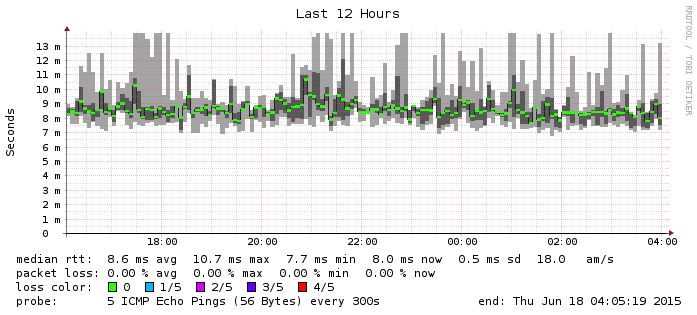 Last 12 Hours
RRDTOOL / TOBI OETIKER
Seconds
13 m
12 m
11 m
10 m
9 m
8 m
7 m
6 m
5 m
4 m
3 m
2 m
1 m
0
18:00 20:00 22:00 00:00 02:00 04:00
median rtt: 8.6 ms avg 10.7 ms max 7.7 ms min 8.0 ms now 0.5 ms sd 18.0 am/s
packet loss: 0.00 % avg 0.00 % max 0.00 % min 0.00 % now
loss color: 0 1/5 2/5 3/5 4/5
probe: 5 ICMP Echo Pings (56 Bytes) every 300s end: Thu Jun 18 04:05:19 2015